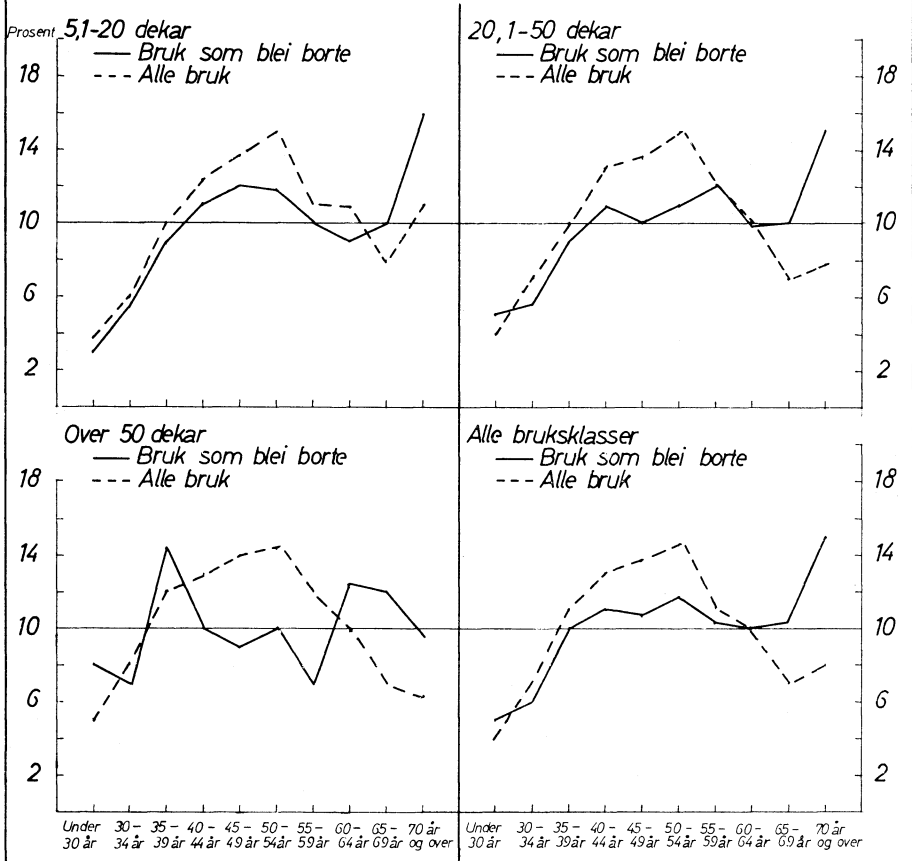 Prosent 5,1-20 dekar
Bruk som blei borte
Alle bruk
18
14
10
6
2
20,1-50 dekar
Bruk som blei borte
Alle bruk
18
14
10
6
2
Over 50 dekar
Bruk som blei borte
Alle bruk
18
14
10
6
2
Alle bruksklasser
Bruk som blei borte
Alle bruk
18
14
10
6
2
Under 30- 35- 40- 45- 50- 55- 60- 65- 70 år
30 år 34 år 39 år 44 år 49 år 54 år 59 år 64 år 69 år og over
Under 30- 35- 40- 45- 50- 55- 60- 65- 70 år
30 år 34 år 39 år 44 år 49 år 54 år 59 år 64 år 69 år og over